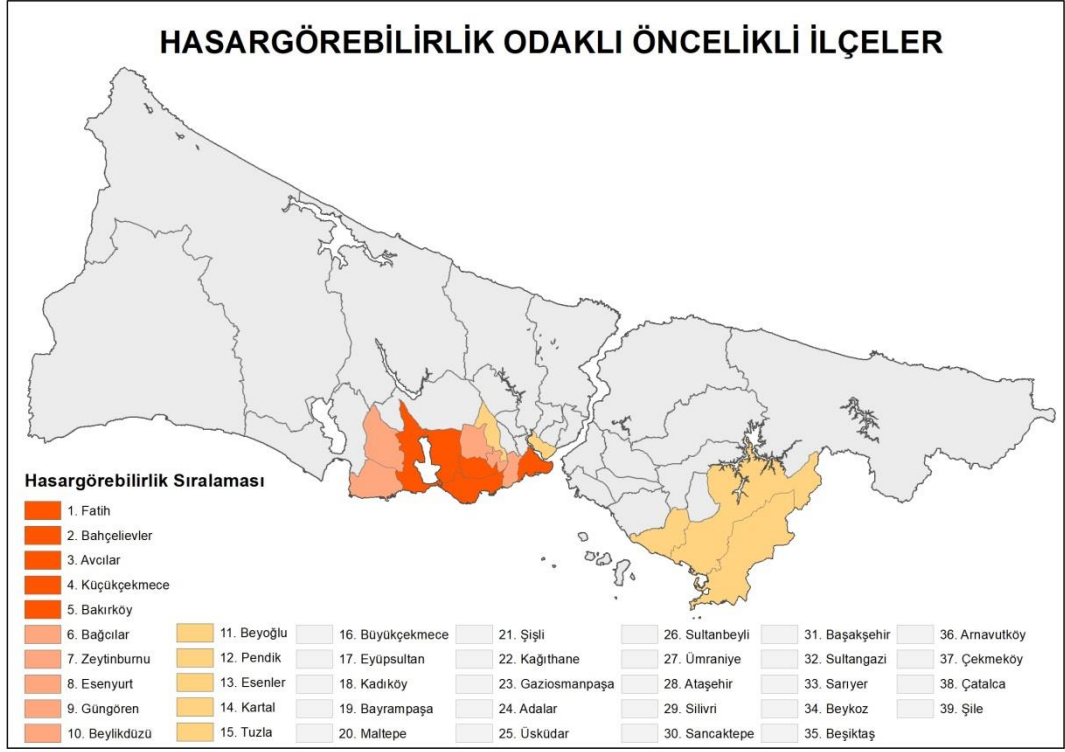 HASARGÖREBİLİRLİK ODAKLI ÖNCELİKLİ İLÇELER
Hasargörebilirlik Sıralaması
1. Fatih
2. Bahçelievler
3. Avcılar
4. Küçükçekmece
5. Bakırköy
6. Bağcılar
7. Zeytinburnu
8. Esenyurt
9. Güngören
10. Beylikdüzü
11. Beyoğlu
12. Pendik
13. Esenler
14. Kartal
15. Tuzla
16. Büyükçekmece
17. Eyüpsultan
18. Kadıköy
19. Bayrampaşa
20. Maltepe
21. Şişli
22. Kağıthane
23. Gaziosmanpaşa
24. Adalar
25. Üsküdar
26. Sultanbeyli
27. Ümraniye
28. Ataşehir
29. Silivri
30. Sancaktepe
31. Başakşehir
32. Sultangazi
33. Sarıyer
34. Beykoz
35. Beşiktaş
36. Arnavutköy
37. Çekmeköy
38. Çatalca
39. Şile